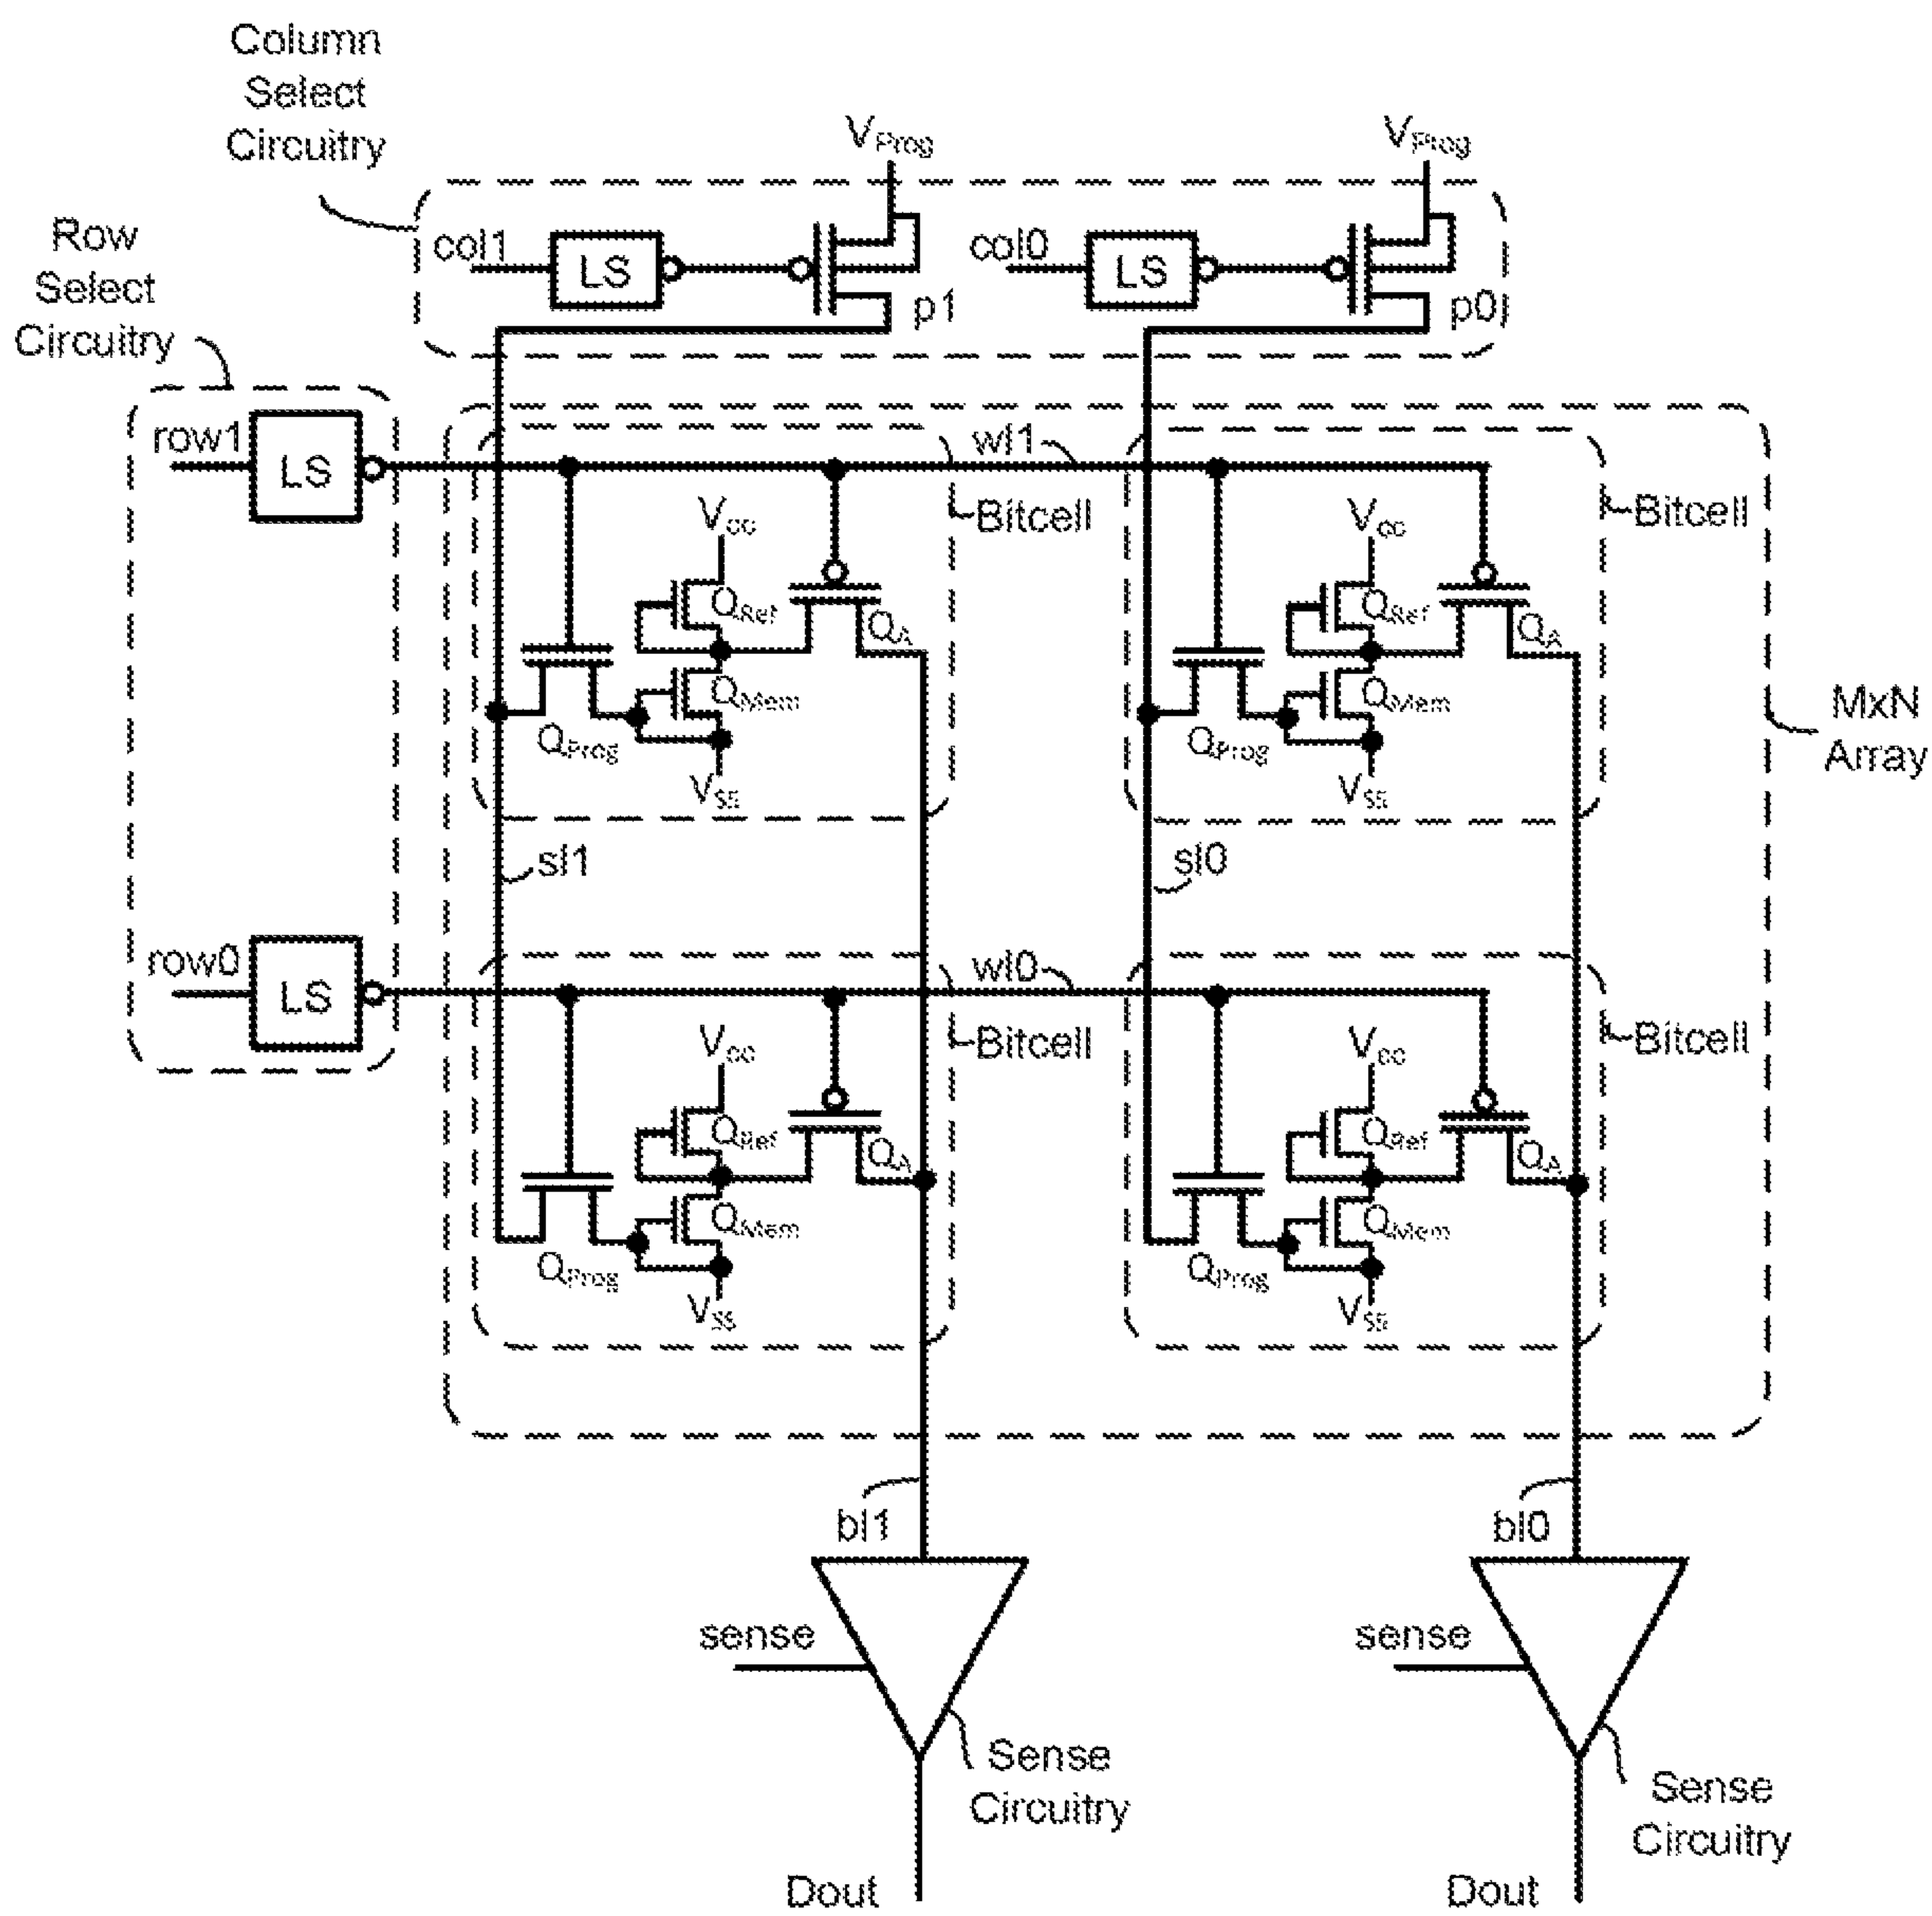 Column
Select
Circuitry
VProg
VProg
Row
Select
Circuitry
col1
LS
p1
col0
LS
p0
row1
LS
wl1
Vcc
Bitcell
Vcc
Bitcell
QRef
QA
QRef
QA
QMem
QProg
VSS
QMem
QProg
VSS
MxN
Array
sl1
sl0
row0
LS
wl0
Vcc
Bitcell
Vcc
Bitcell
QRef
QA
QRef
QA
QMem
QProg
VSS
QMem
QProg
VSS
bl1
bl0
sense
sense
Sense
Circuitry
Sense
Circuitry
Dout
Dout